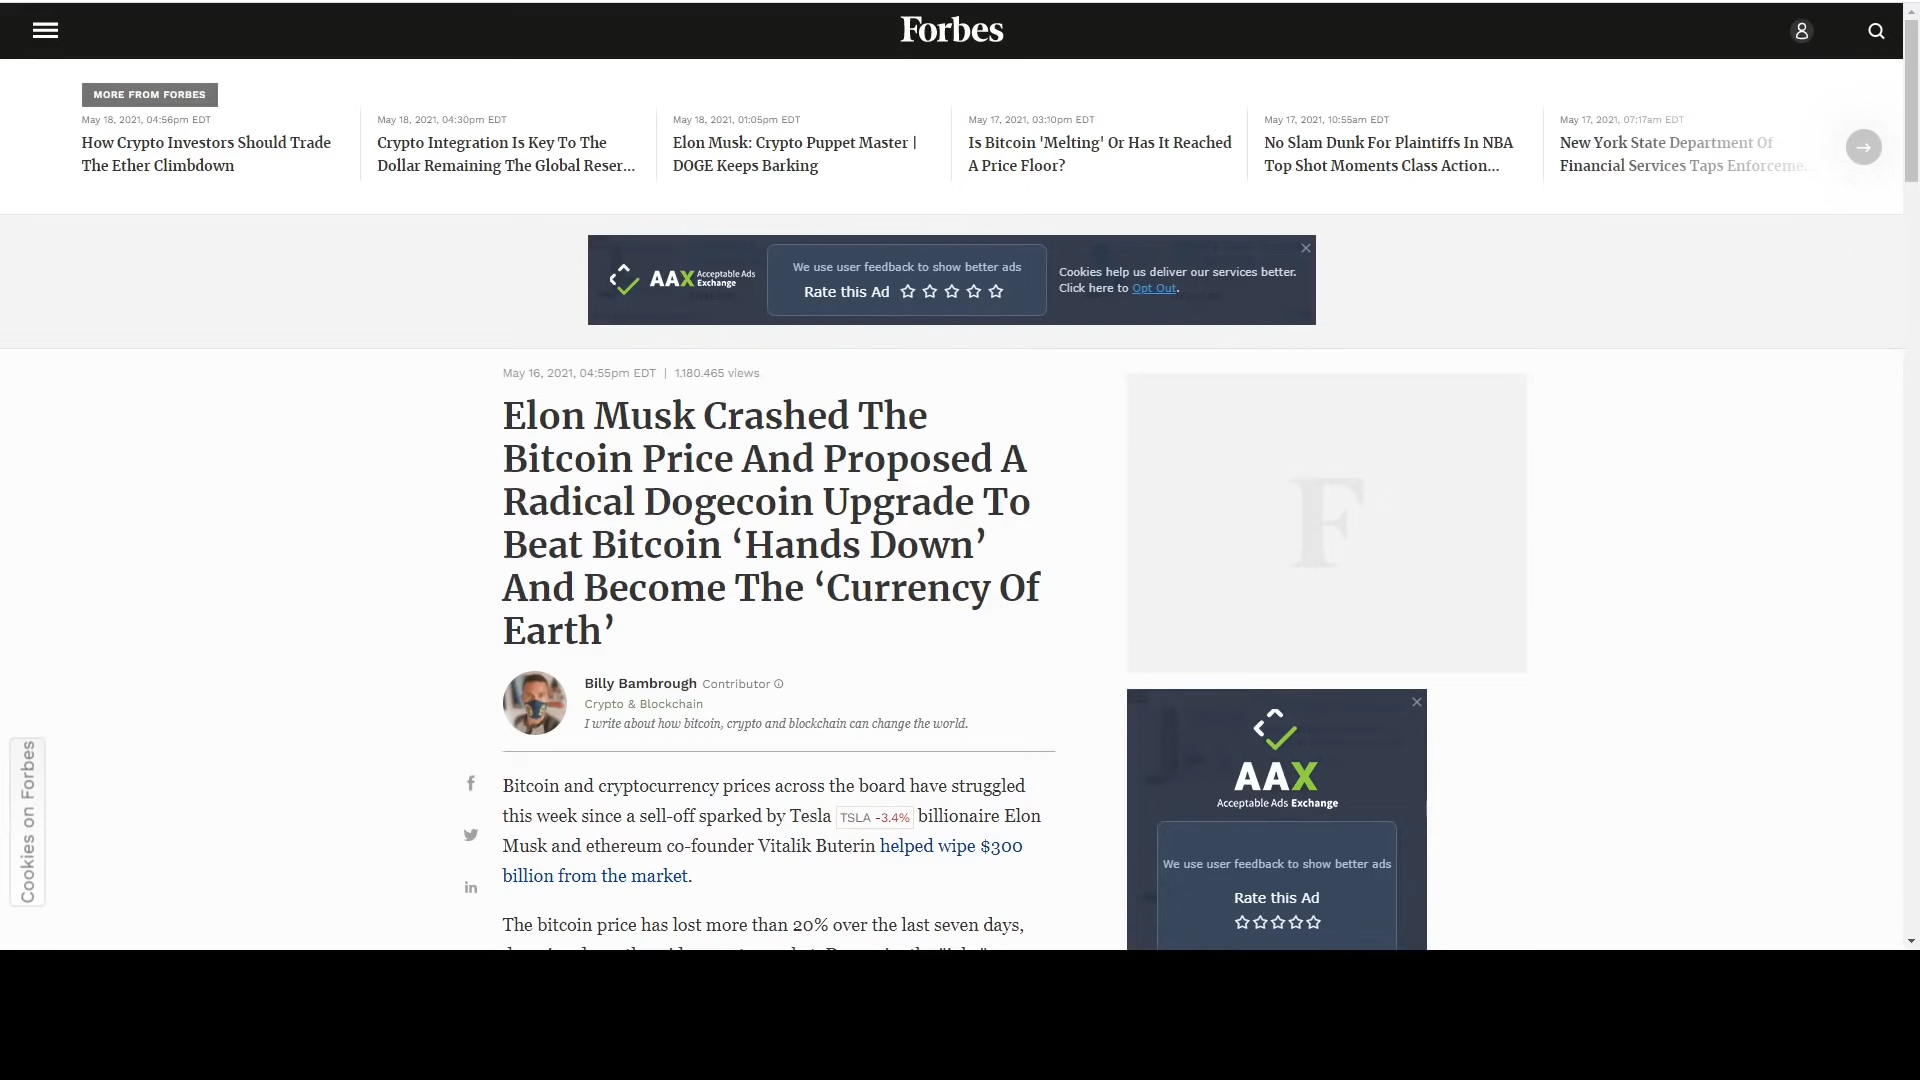 Forbes
MORE FROM FORBES
May 18, 2021, 04:56pm EDT
How Crypto Investors Should Trade
The Ether Climbdown
May 18, 2021, 04:30pm EDT
Crypto Integration Is Key To The
Dollar Remaining The Global Reser...
May 18, 2021, 01:05pm EDT
Elon Musk: Crypto Puppet Master |
DOGE Keeps Barking
May 17, 2021, 03:10pm EDT
Is Bitcoin 'Melting' Or Has It Reached
A Price Floor?
May 17, 2021, 10:55am EDT
No Slam Dunk For Plaintiffs In NBA
Top Shot Moments Class Action...
May 17, 2021, 07:17am EDT
New York State Department Of
Financial Services Taps Enforceme...
AAX Acceptable Ads
Exchange
We use user feedback to show better ads
Rate this Ad
Cookies help us deliver our services better.
Click here to Opt Out.
May 16, 2021, 04:55pm EDT | 1.180.465 views
Elon Musk Crashed The
Bitcoin Price And Proposed A
Radical Dogecoin Upgrade To
Beat Bitcoin ‘Hands Down’
And Become The ‘Currency Of
Earth’
Billy Bambrough Contributor
Crypto & Blockchain
I write about how bitcoin, crypto and blockchain can change the world.
Bitcoin and cryptocurrency prices across the board have struggled
this week since a sell-off sparked by Tesla TSLA -3.4% billionaire Elon
Musk and ethereum co-founder Vitalik Buterin helped wipe $300
billion from the market.
The bitcoin price has lost more than 20% over the last seven days,
F
AAX
Acceptable Ads Exchange
We use user feedback to show better ads
Rate this Ad
Cookies on Forbes